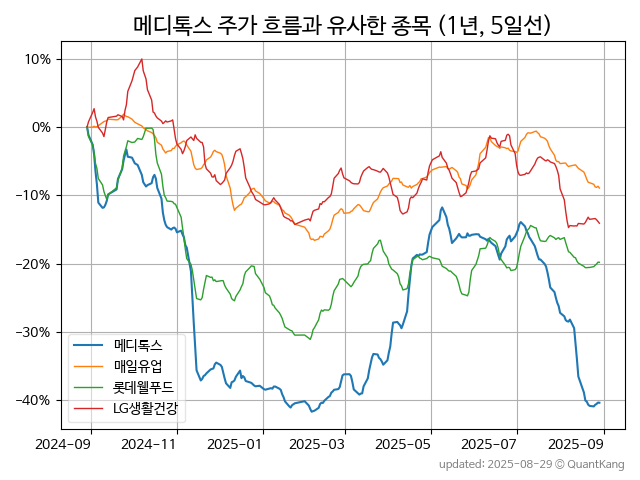 메디톡스 주가 흐름과 유사한 종목 (1년, 5일선)
10%
0%
−10%
−20%
−30%
−40%
메디톡스
매일유업
롯데웰푸드
LG생활건강
2024-09 2024-11 2025-01 2025-03 2025-05 2025-07 2025-09
updated: 2025-08-29 © QuantKang